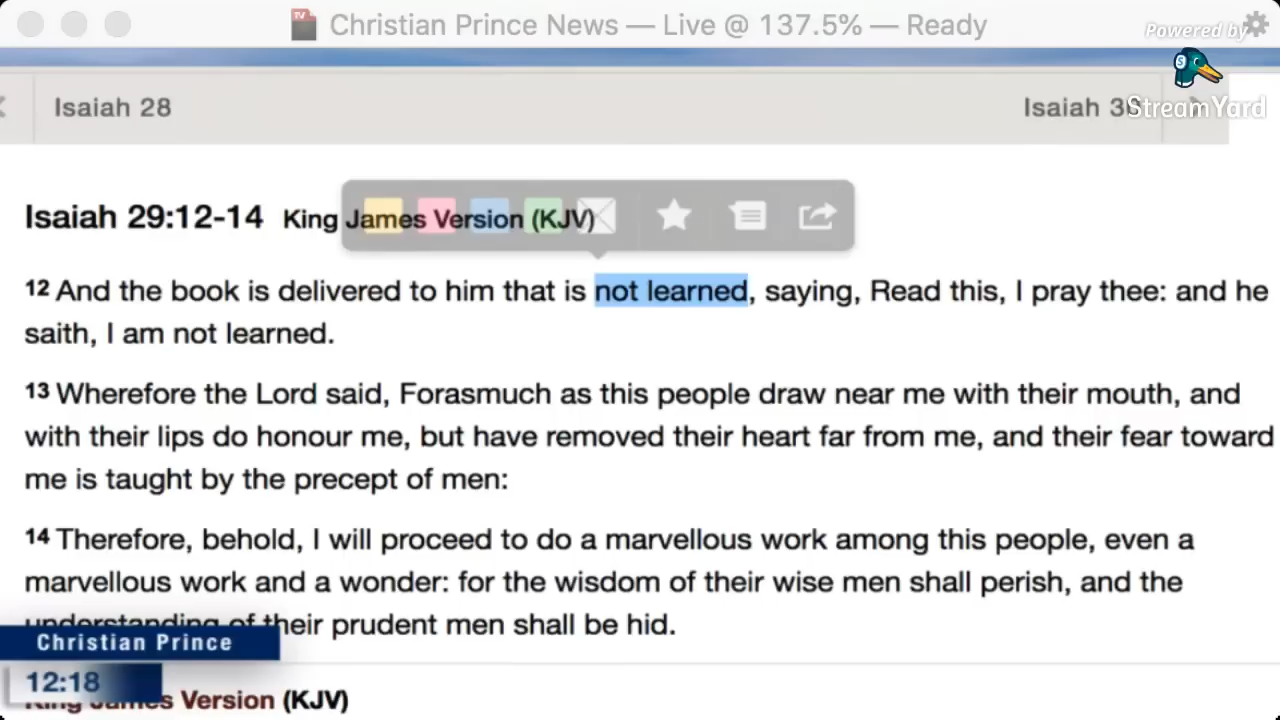 Christian Prince News — Live @ 137.5% — Ready
Powered by
StreamYard
Isaiah 28
Isaiah 3
Isaiah 29:12-14 King James Version (KJV)
12 And the book is delivered to him that is not learned, saying, Read this, I pray thee: and he
saith, I am not learned.
13 Wherefore the Lord said, Forasmuch as this people draw near me with their mouth, and
with their lips do honour me, but have removed their heart far from me, and their fear toward
me is taught by the precept of men:
14 Therefore, behold, I will proceed to do a marvellous work among this people, even a
marvellous work and a wonder: for the wisdom of their wise men shall perish, and the
understanding of their prudent men shall be hid.
Christian Prince
12:18
King James Version (KJV)